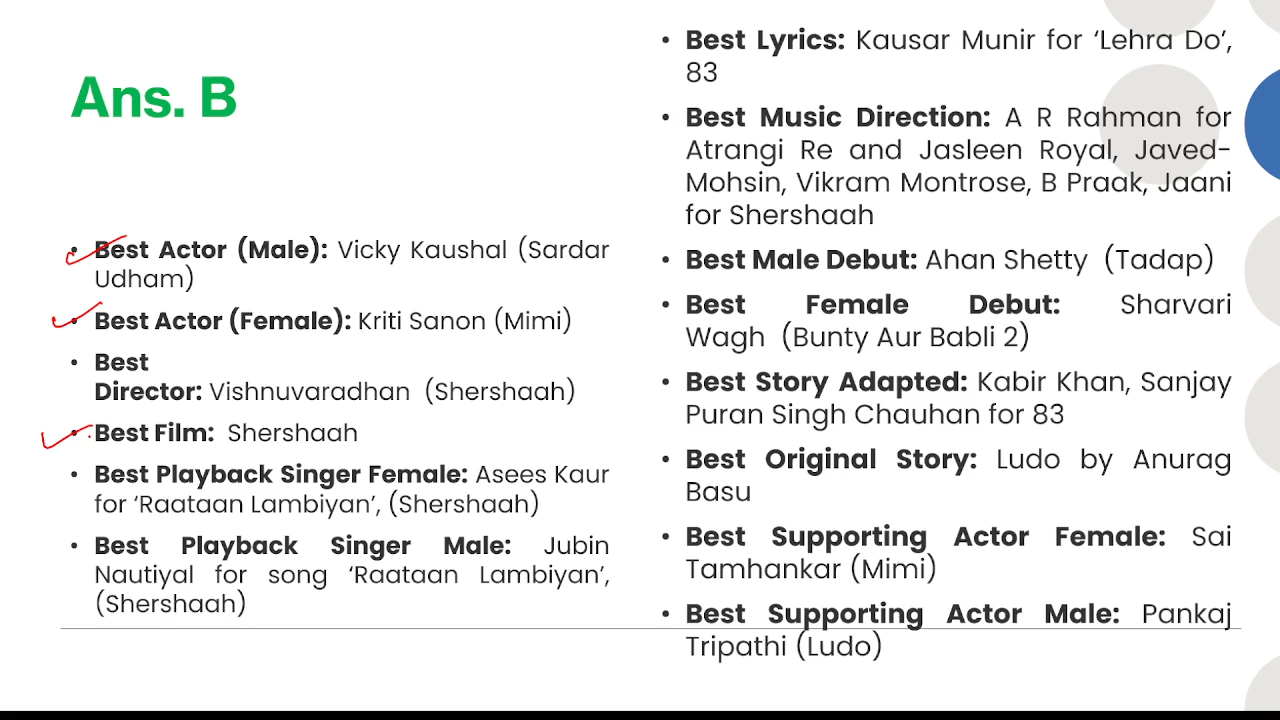 Ans. B
• Best Actor (Male): Vicky Kaushal (Sardar
Udham)
• Best Actor (Female): Kriti Sanon (Mimi)
• Best
Director: Vishnuvaradhan (Shershaah)
• Best Film: Shershaah
• Best Playback Singer Female: Asees Kaur
for ‘Raataan Lambiyan’, (Shershaah)
• Best Playback Singer Male: Jubin
Nautiyal for song ‘Raataan Lambiyan’,
(Shershaah)
• Best Lyrics: Kausar Munir for ‘Lehra Do’,
83
• Best Music Direction: A R Rahman for
Atrangi Re and Jasleen Royal, Javed-
Mohsin, Vikram Montrose, B Praak, Jaani
for Shershaah
• Best Male Debut: Ahan Shetty (Tadap)
• Best Female Debut: Sharvari
Wagh (Bunty Aur Babli 2)
• Best Story Adapted: Kabir Khan, Sanjay
Puran Singh Chauhan for 83
• Best Original Story: Ludo by Anurag
Basu
• Best Supporting Actor Female: Sai
Tamhankar (Mimi)
• Best Supporting Actor Male: Pankaj
Tripathi (Ludo)